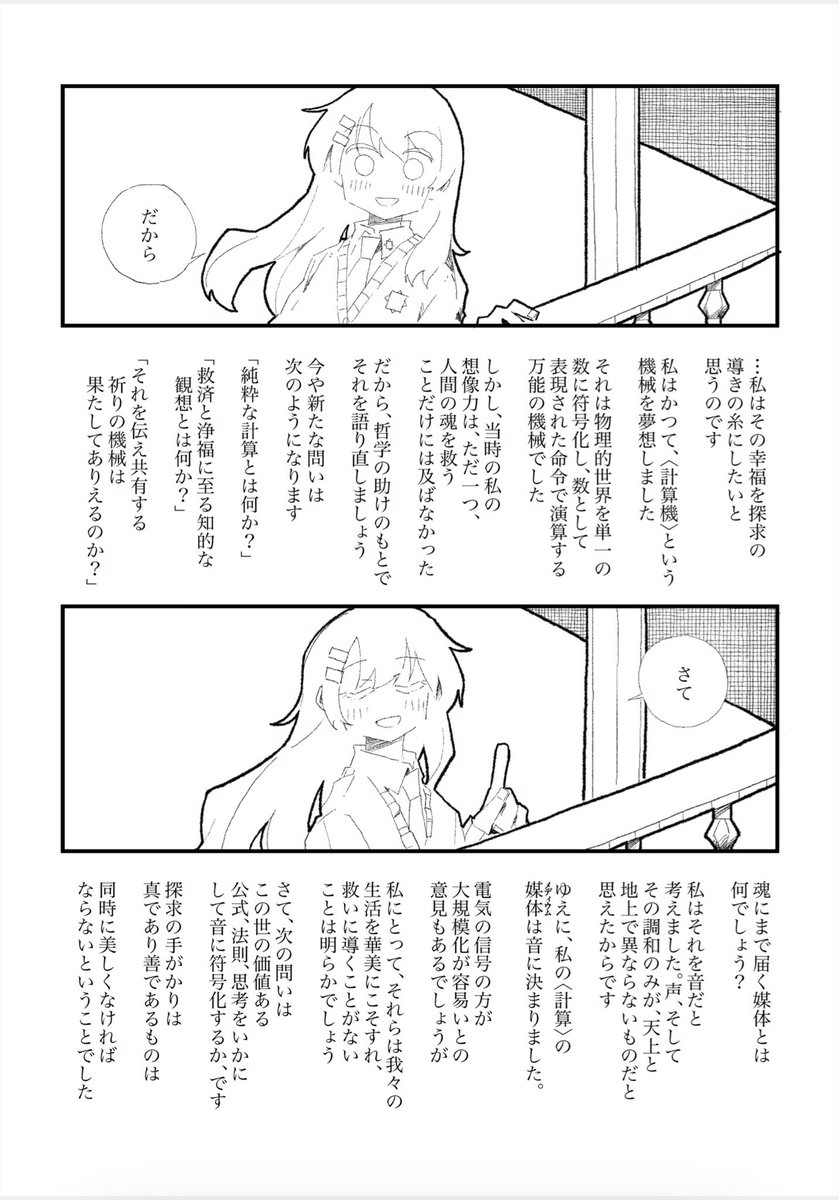 だから
…私はその幸福を探求の
導きの糸にしたいと
思うのです
私はかつて、〈計算機〉という
機械を夢想しました
それは物理的世界を単一の
数に符号化し、数として
表現された命令で演算する
万能の機械でした
しかし、当時の私の
想像力は、ただ一つ、
人間の魂を救う
ことだけには及ばなかった
だから、哲学の助けのもとで
それを語り直しましょう
今や新たな問いは
次のようになります
「純粋な計算とは何か？」
「救済と浄福に至る知的な
観想とは何か？」
「それを伝え共有する
祈りの機械は
果たしてありえるのか？」
さて
魂にまで届く媒体とは
何でしょう？
私はそれを音だと
考えました。声、そして
その調和のみが、天上と
地上で異ならないものだと
思えたからです
ゆえに、私の〈計算〉の
媒体は音に決まりました。
メディウム
電気の信号の方が
大規模化が容易いとの
意見もあるでしょうが
私にとって、それらは我々の
生活を華美にこそすれ、
救いに導くことがない
ことは明らかでしょう
さて、次の問いは
この世の価値ある
公式、法則、思考をいかに
して音に符号化するか、です
探求の手がかりは
真であり善であるものは
同時に美しくなければ
ならないということでした